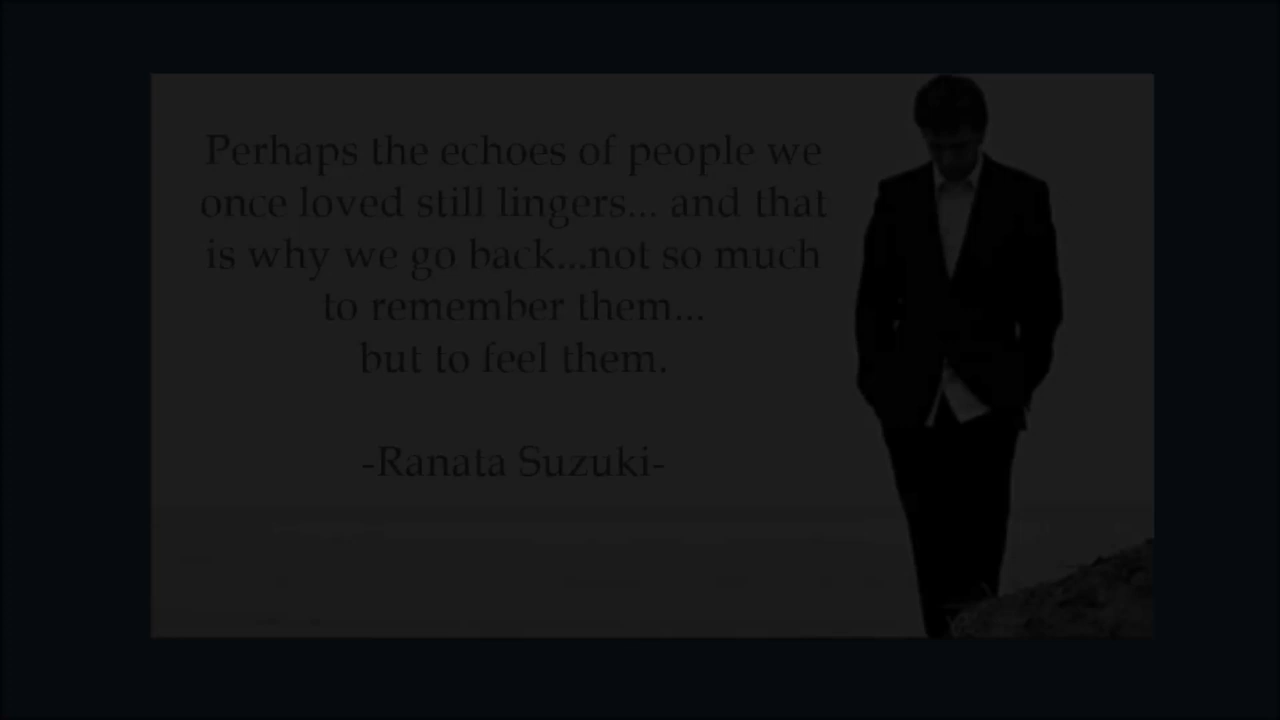 Perhaps the echoes of people we
once loved still lingers... and that
is why we go back...not so much
to remember them...
but to feel them.
-Ranata Suzuki-